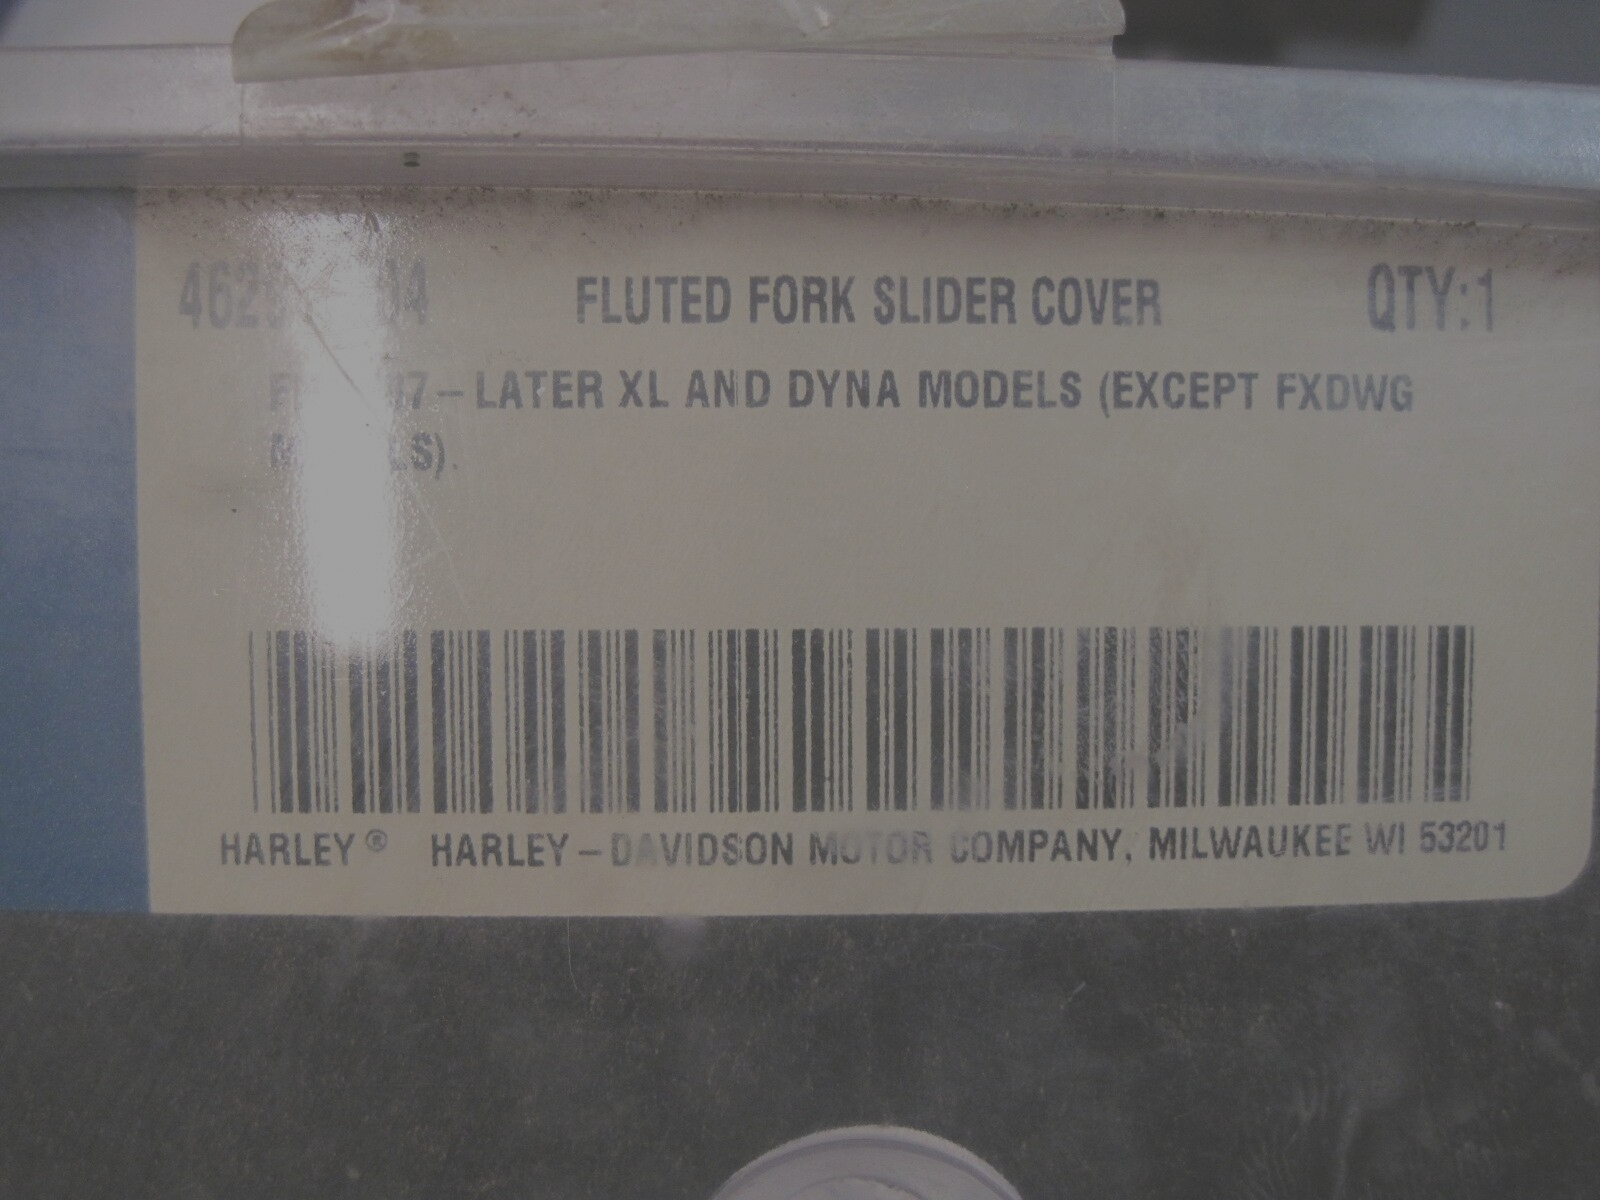 FLUTED FORK SLIDER COVER QTY:1
– LATER XL AND DYNA MODELS (EXCEPT FXDWG
HARLEY® HARLEY – DAVIDSON MOTOR COMPANY, MILWAUKEE WI 53201